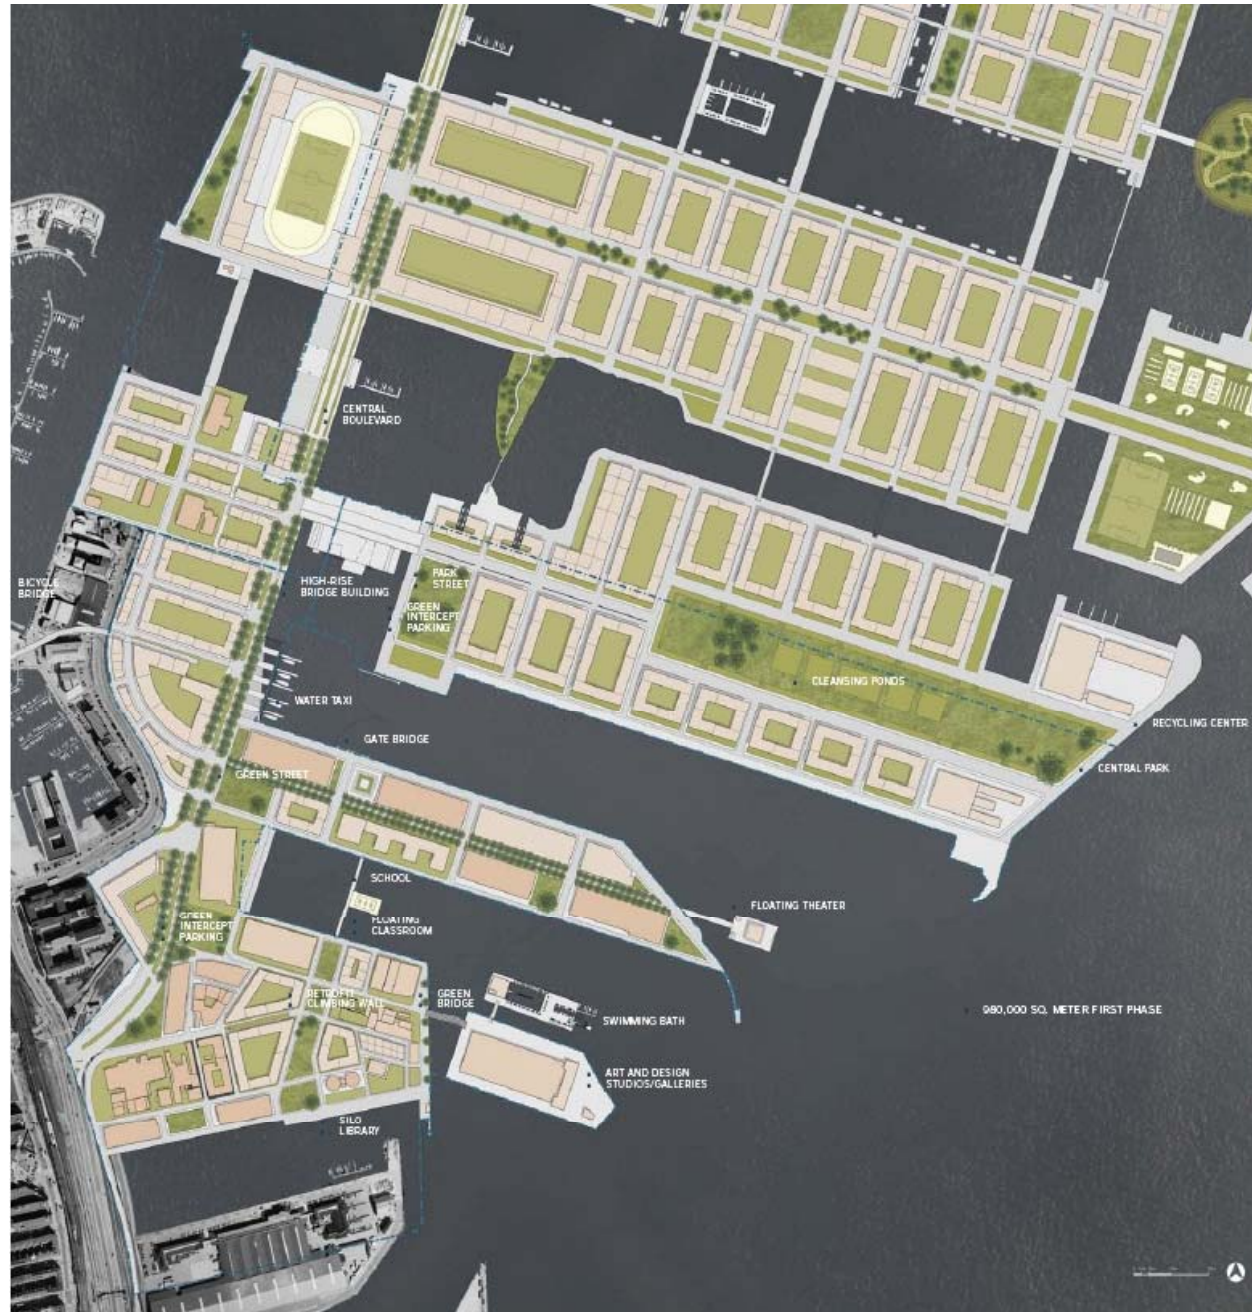 CENTRAL
BOULEVARD
BICYCLE
BRIDGE
HIGH-RISE
BRIDGE BUILDING
PARK
STREET
GREEN
INTERCEPT
PARKING
WATER TAXI
CLEANSING PONDS
RECYCLING CENTER
GATE BRIDGE
CENTRAL PARK
GREEN STREET
SCHOOL
FLOATING
CLASSROOM
FLOATING THEATER
GREEN
INTERCEPT
PARKING
RETROFIT
CLIMBING WALL
GREEN
BRIDGE
SWIMMING BATH
980,000 SQ. METER FIRST PHASE
ART AND DESIGN
STUDIOS/GALLERIES
SILO
LIBRARY